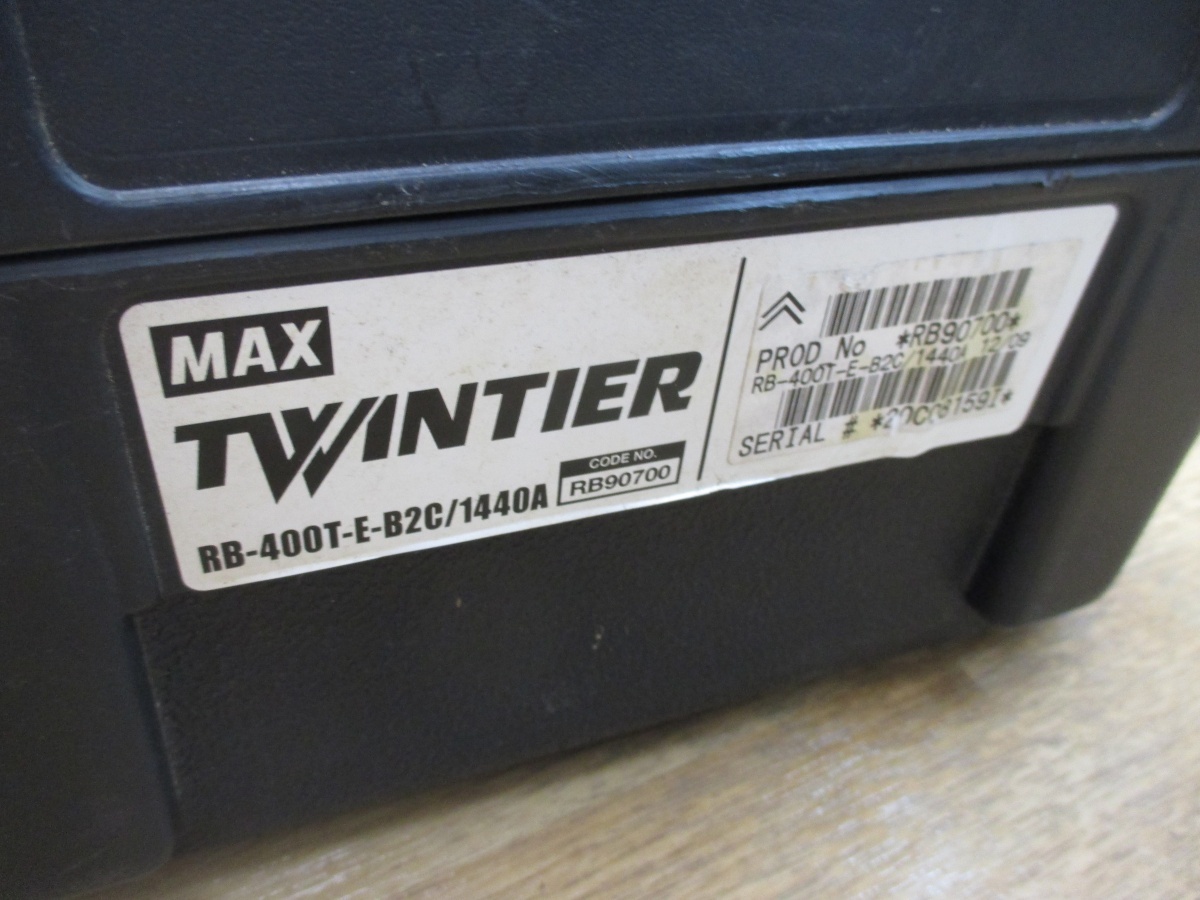 MAX
TWINTIER
RB-400T-E-B2C/1440A
CODE NO.
RB90700
PROD No *RB90700*
RB-400T-E-B2C/1440A 12/09
SERIAL #